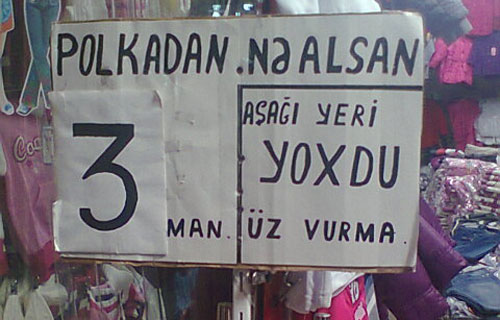 POLKADAN . NƏ ALSAN
3 MAN.
AŞAĞI YERİ
YOXDU
ÜZ VURMA.